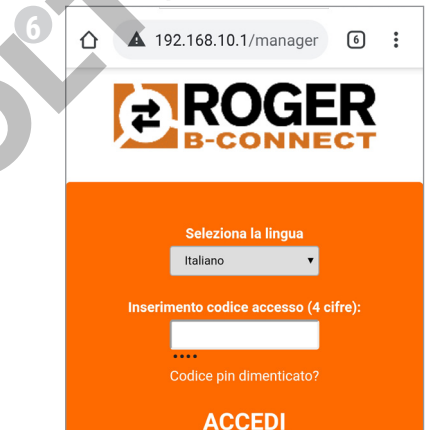 6
192.168.10.1/manager
6
ROGER
B-CONNECT
Seleziona la lingua
Italiano
Inserimento codice accesso (4 cifre):
••••
Codice pin dimenticato?
ACCEDI